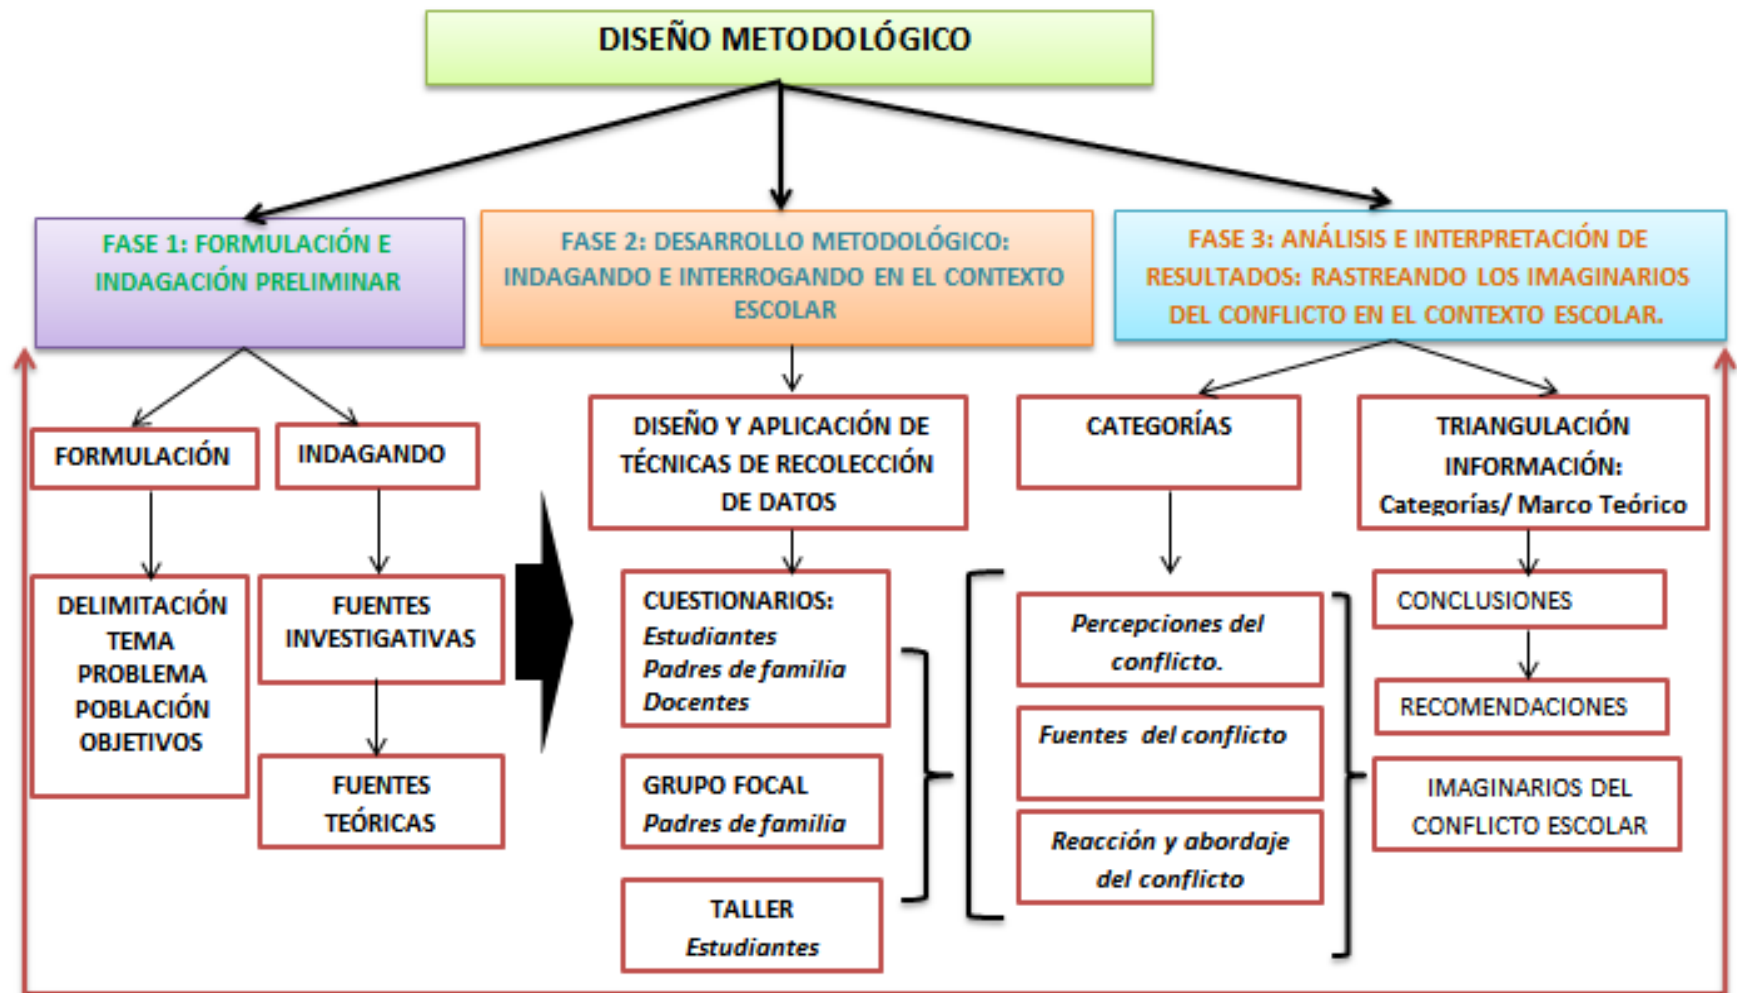 DISEÑO METODOLÓGICO
FASE 1: FORMULACIÓN E
INDAGACIÓN PRELIMINAR
FASE 2: DESARROLLO METODOLÓGICO:
INDAGANDO E INTERROGANDO EN EL CONTEXTO
ESCOLAR
FASE 3: ANÁLISIS E INTERPRETACIÓN DE
RESULTADOS: RASTREANDO LOS IMAGINARIOS
DEL CONFLICTO EN EL CONTEXTO ESCOLAR.
FORMULACIÓN
INDAGANDO
DELIMITACIÓN
TEMA
PROBLEMA
POBLACIÓN
OBJETIVOS
FUENTES
INVESTIGATIVAS
FUENTES
TEÓRICAS
DISEÑO Y APLICACIÓN DE
TÉCNICAS DE RECOLECCIÓN
DE DATOS
CUESTIONARIOS:
Estudiantes
Padres de familia
Docentes
GRUPO FOCAL
Padres de familia
TALLER
Estudiantes
CATEGORÍAS
Percepciones del
conflicto.
Fuentes del conflicto
Reacción y abordaje
del conflicto
TRIANGULACIÓN
INFORMACIÓN:
Categorías/ Marco Teórico
CONCLUSIONES
RECOMENDACIONES
IMAGINARIOS DEL
CONFLICTO ESCOLAR